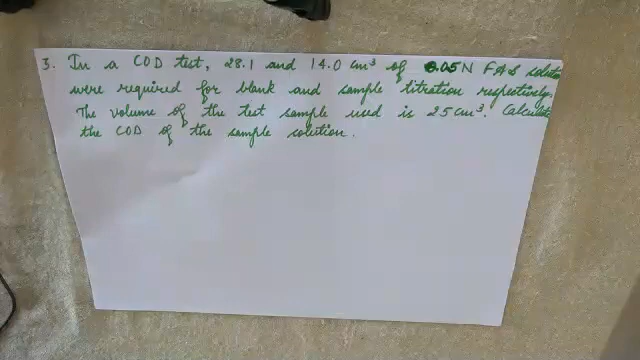 3. In a COD test, 28.1 and 14.0 cm³ of 0.05N FAS solution
were required for blank and sample titration respectively.
The volume of the test sample used is 25 cm³. Calculate
the COD of the sample solution.